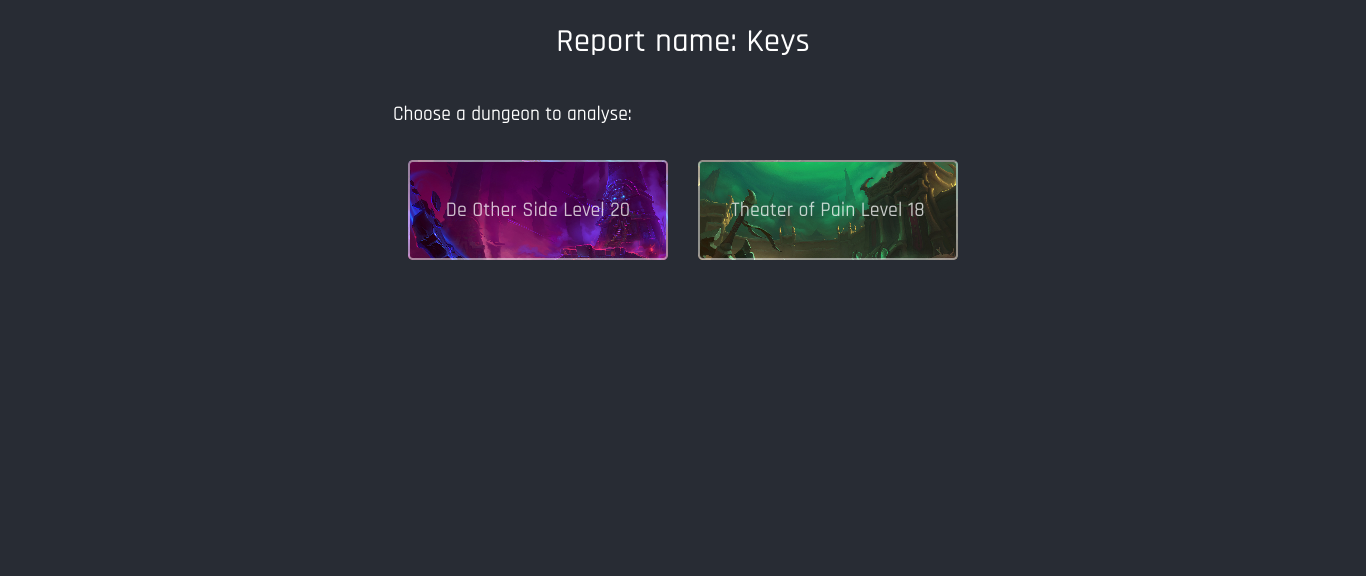 Report name: Keys
Choose a dungeon to analyse:
De Other Side Level 20
Theater of Pain Level 18